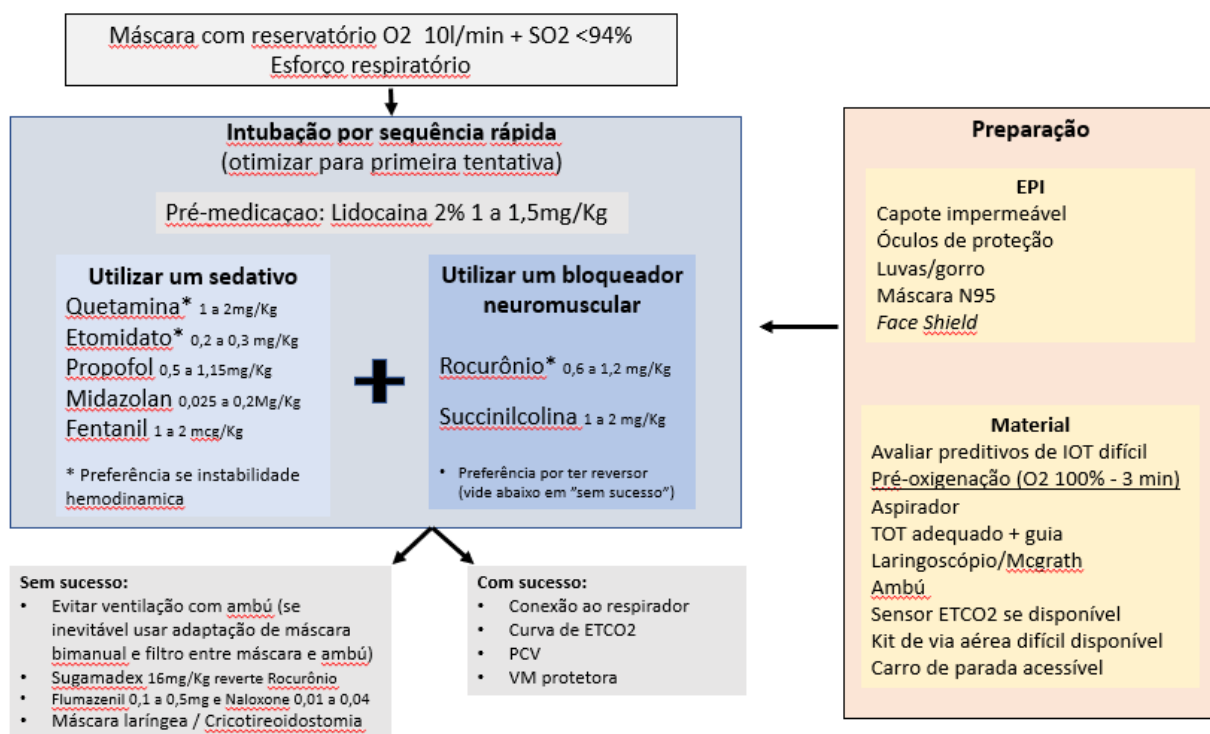 Máscara com reservatório O2 10l/min + SO2 <94%
Esforço respiratório
Intubação por sequência rápida
(otimizar para primeira tentativa)
Pré-medicaçao: Lidocaina 2% 1 a 1,5mg/Kg
Utilizar um sedativo
Quetamina* 1 a 2mg/Kg
Etomidato* 0,2 a 0,3 mg/Kg
Propofol 0,5 a 1,15mg/Kg
Midazolan 0,025 a 0,2Mg/Kg
Fentanil 1 a 2 mcg/Kg
* Preferência se instabilidade
hemodinamica
Utilizar um bloqueador
neuromuscular
Rocurônio* 0,6 a 1,2 mg/Kg
Succinilcolina 1 a 2 mg/Kg
• Preferência por ter reversor
(vide abaixo em "sem sucesso")
Sem sucesso:
• Evitar ventilação com ambú (se
inevitável usar adaptação de máscara
bimanual e filtro entre máscara e ambú)
• Sugamadex 16mg/Kg reverte Rocurônio
• Flumazenil 0,1 a 0,5mg e Naloxone 0,01 a 0,04
• Máscara laríngea / Cricotireoidostomia
Com sucesso:
• Conexão ao respirador
• Curva de ETCO2
• PCV
• VM protetora
Preparação
EPI
Capote impermeável
Óculos de proteção
Luvas/gorro
Máscara N95
Face Shield
Material
Avaliar preditivos de IOT difícil
Pré-oxigenação (O2 100% - 3 min)
Aspirador
TOT adequado + guia
Laringoscópio/Mcgrath
Ambú
Sensor ETCO2 se disponível
Kit de via aérea difícil disponível
Carro de parada acessível